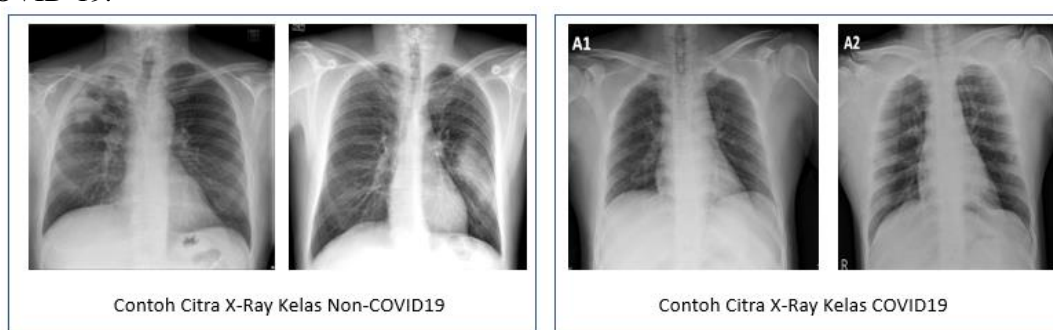 A1
A2
R
Contoh Citra X-Ray Kelas Non-COVID19
Contoh Citra X-Ray Kelas COVID19